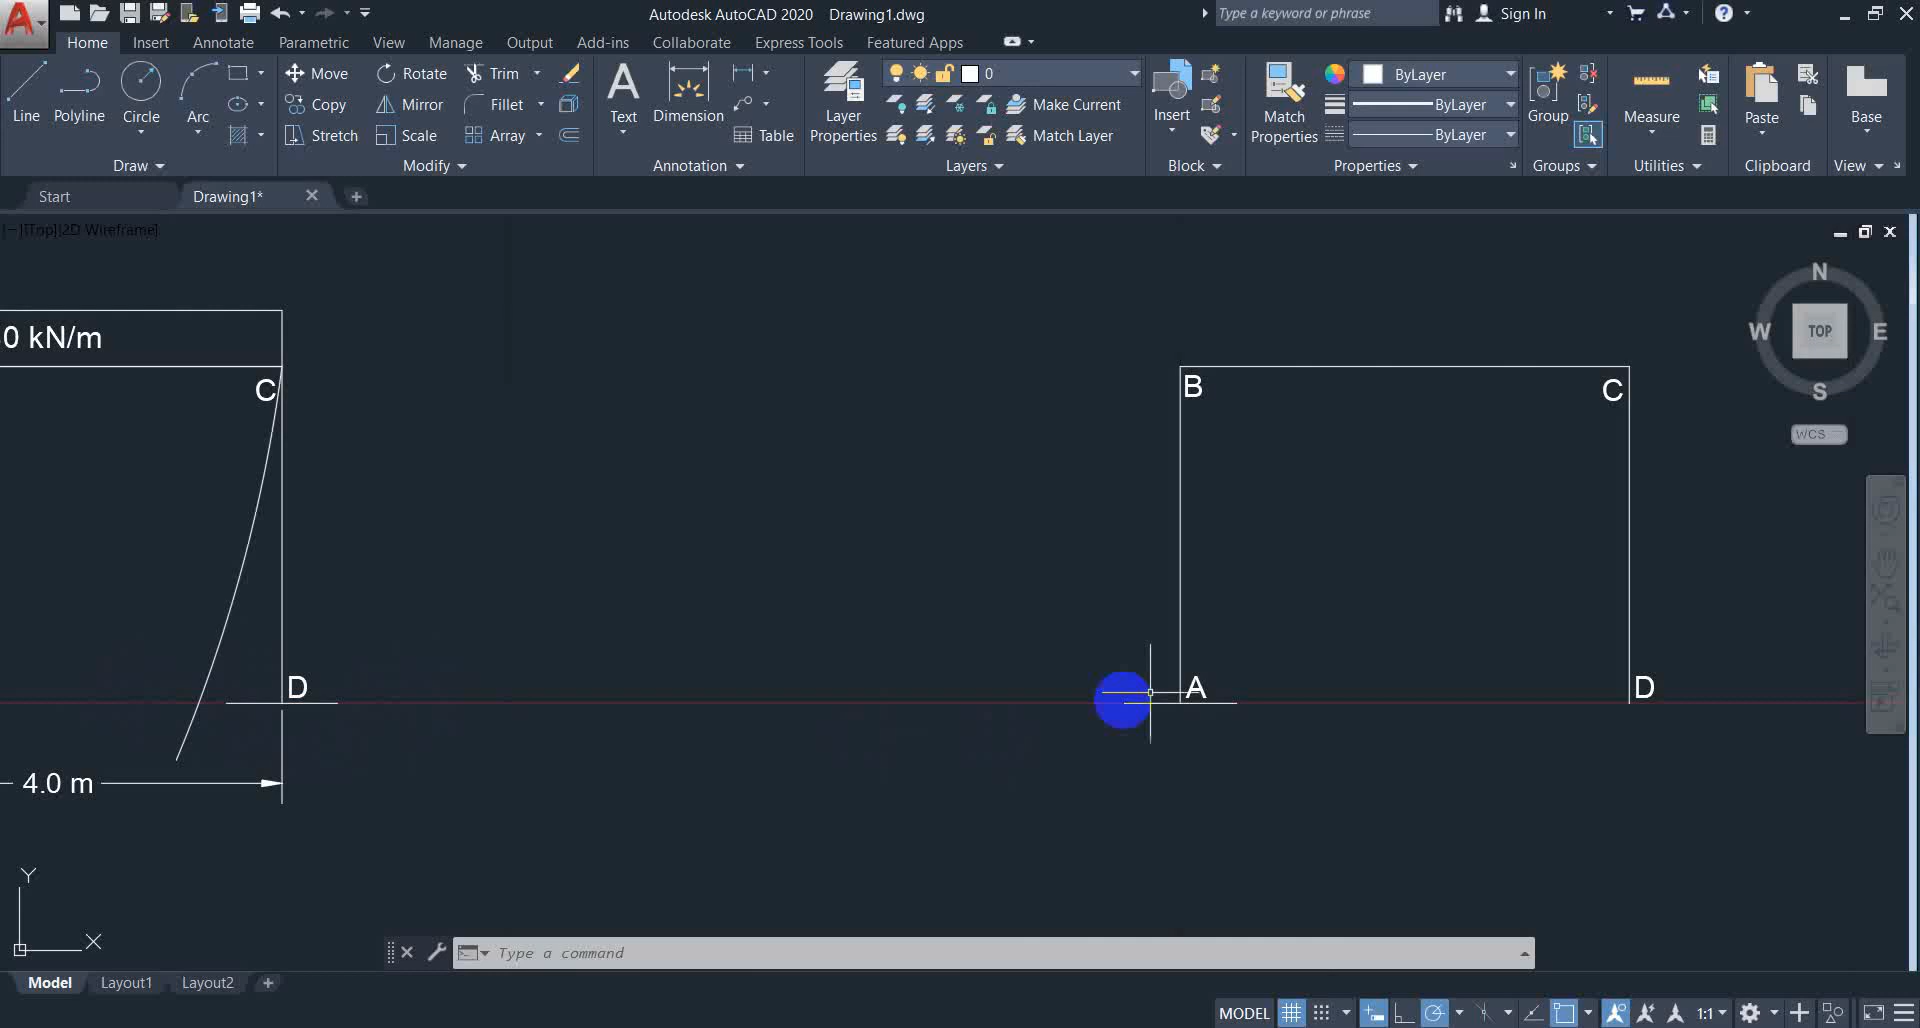 Autodesk AutoCAD 2020 Drawing1.dwg
Type a keyword or phrase
Sign In
Home Insert Annotate Parametric View Manage Output Add-ins Collaborate Express Tools Featured Apps
Line Polyline Circle Arc
Draw
Move Rotate Trim
Copy Mirror Fillet
Stretch Scale Array
Modify
Text Dimension Table
Annotation
Layer Properties
0
Make Current
Match Layer
Layers
Insert
Block
Match Properties
ByLayer
ByLayer
ByLayer
Properties
Group
Groups
Measure
Utilities
Paste
Clipboard
Base
View
Start Drawing1*
[−][Top][2D Wireframe]
N
W TOP E
S
WCS
0 kN/m
C
D
4.0 m
B C
A D
Y
X
Type a command
Model Layout1 Layout2
MODEL 1:1